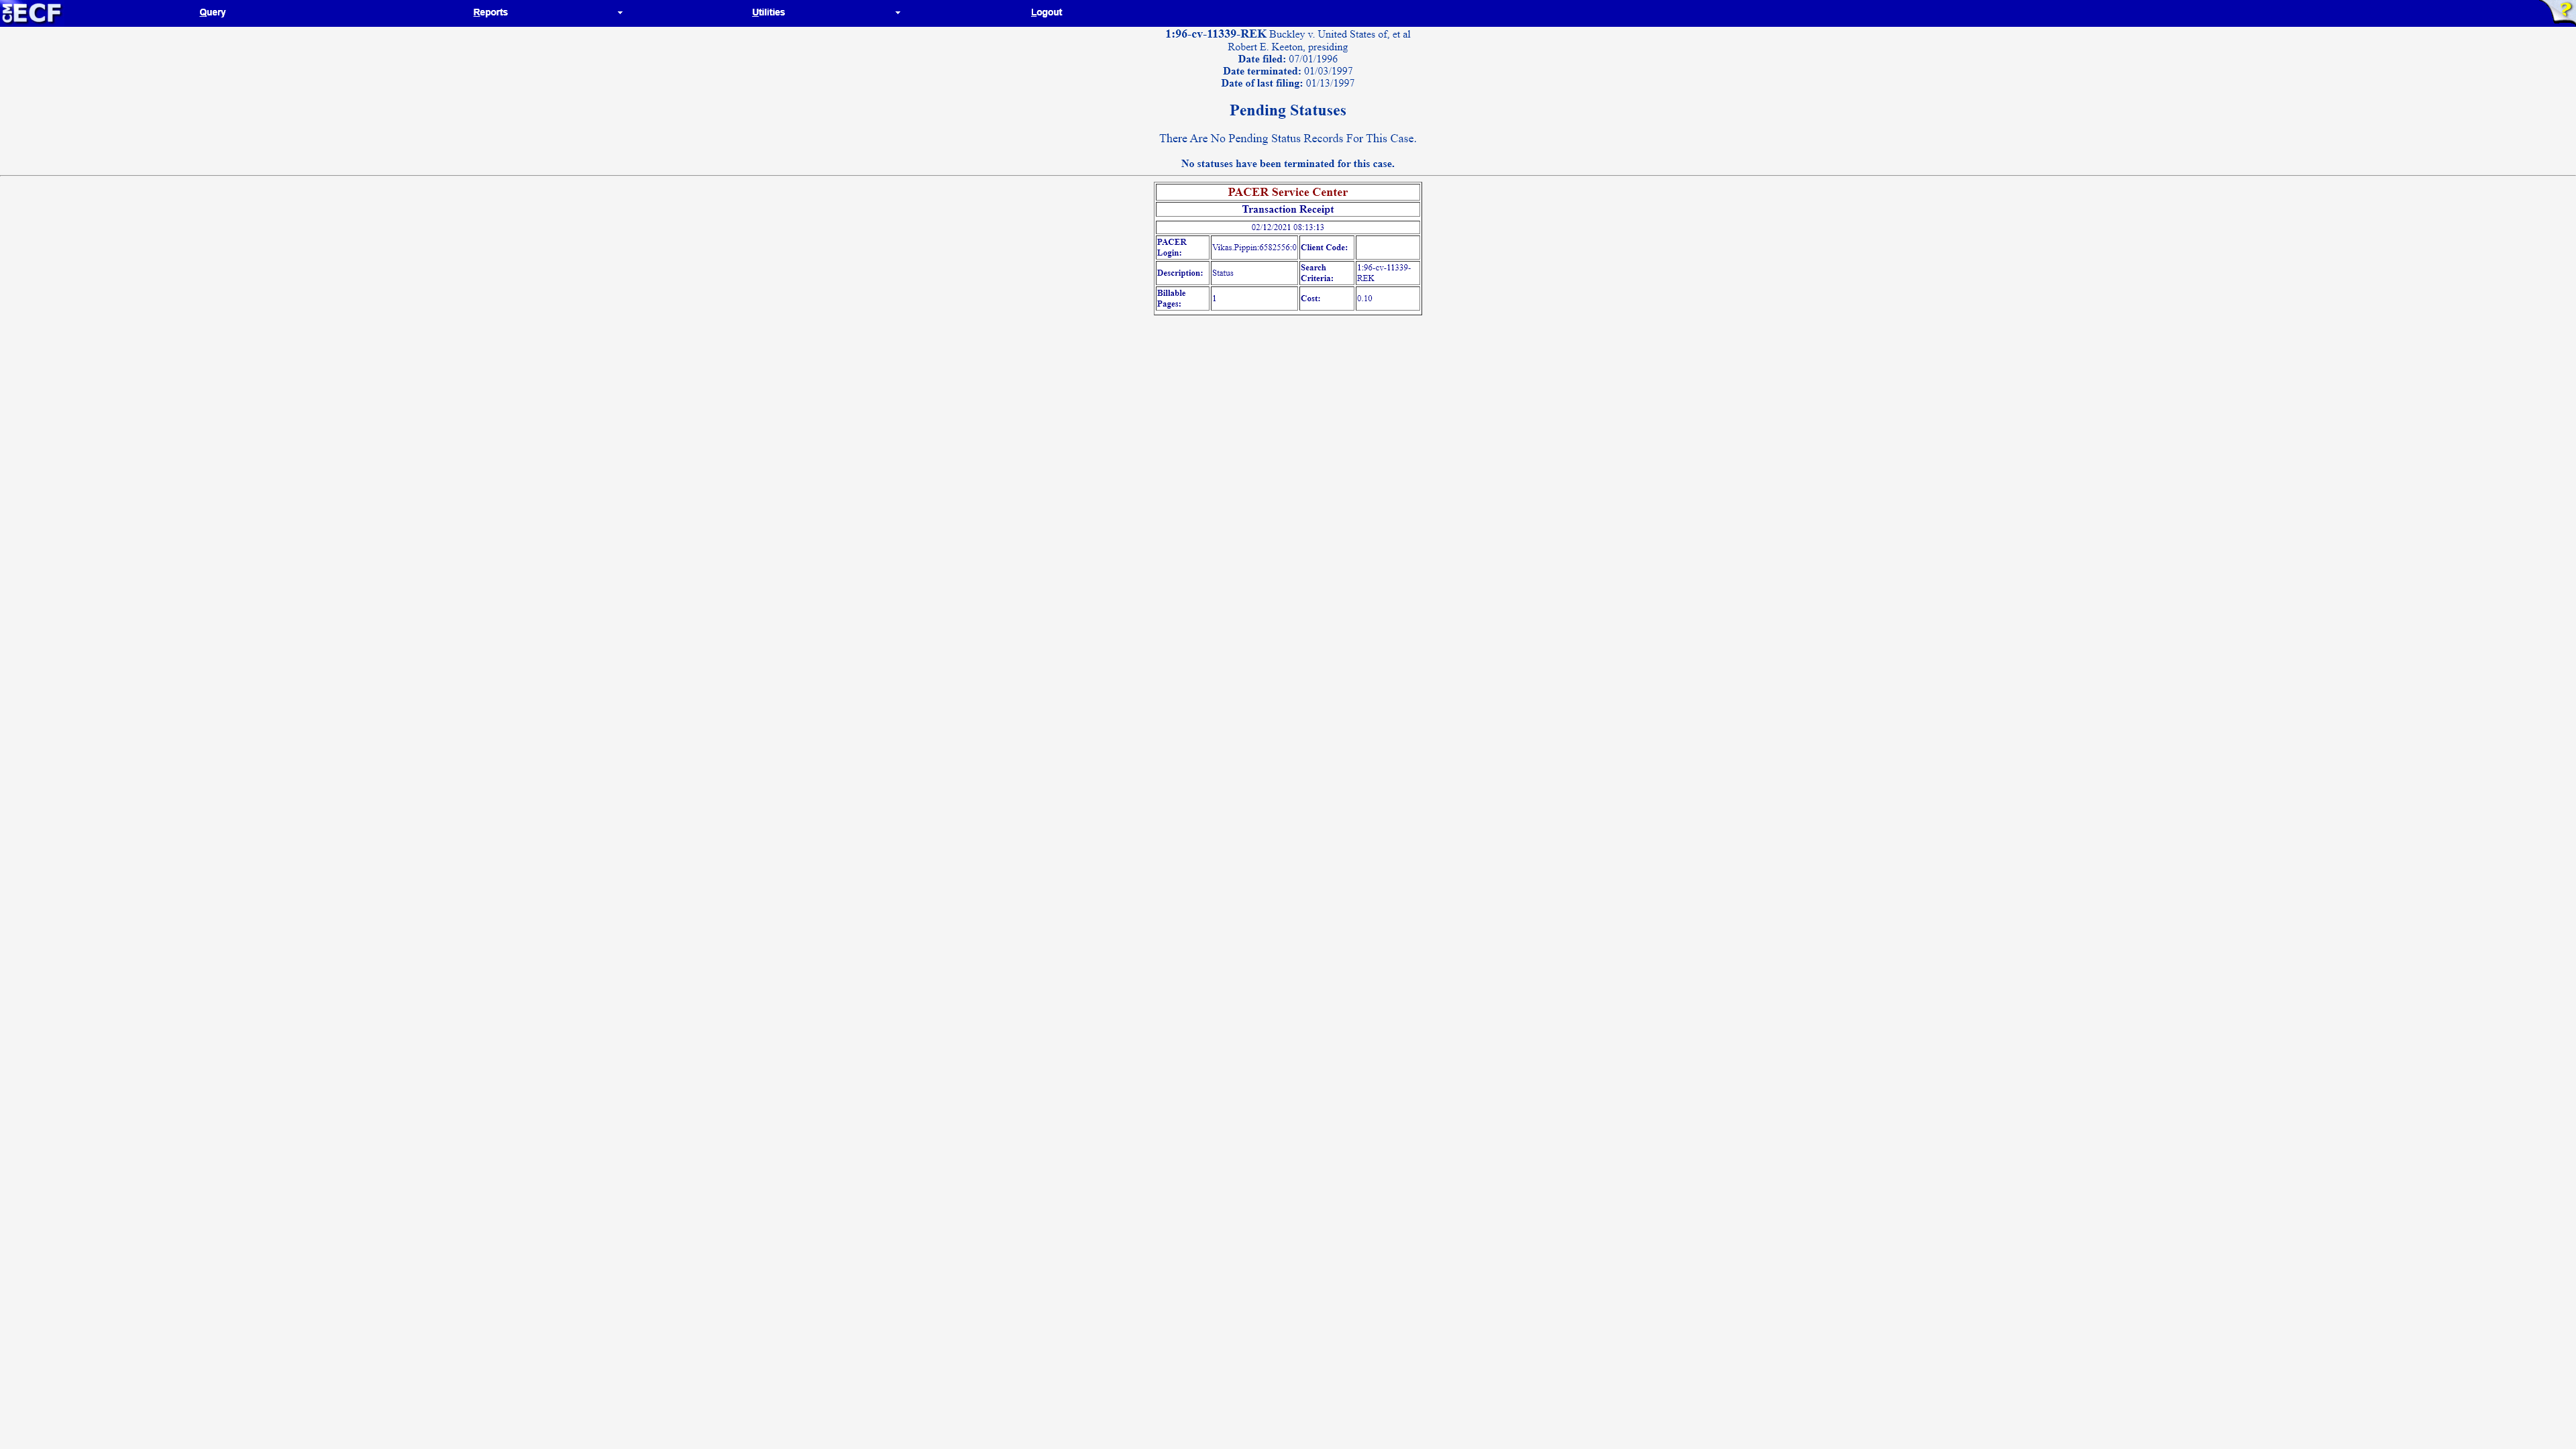 CM ECF Query Reports Utilities Logout ?
1:96-cv-11339-REK Buckley v. United States of, et al
Robert E. Keeton, presiding
Date filed: 07/01/1996
Date terminated: 01/03/1997
Date of last filing: 01/13/1997
Pending Statuses
There Are No Pending Status Records For This Case.
No statuses have been terminated for this case.
PACER Service Center
Transaction Receipt
02/12/2021 08:13:13
PACER Login: Vikas.Pippin:6582556:0 Client Code:
Description: Status Search Criteria: 1:96-cv-11339-REK
Billable Pages: 1 Cost: 0.10